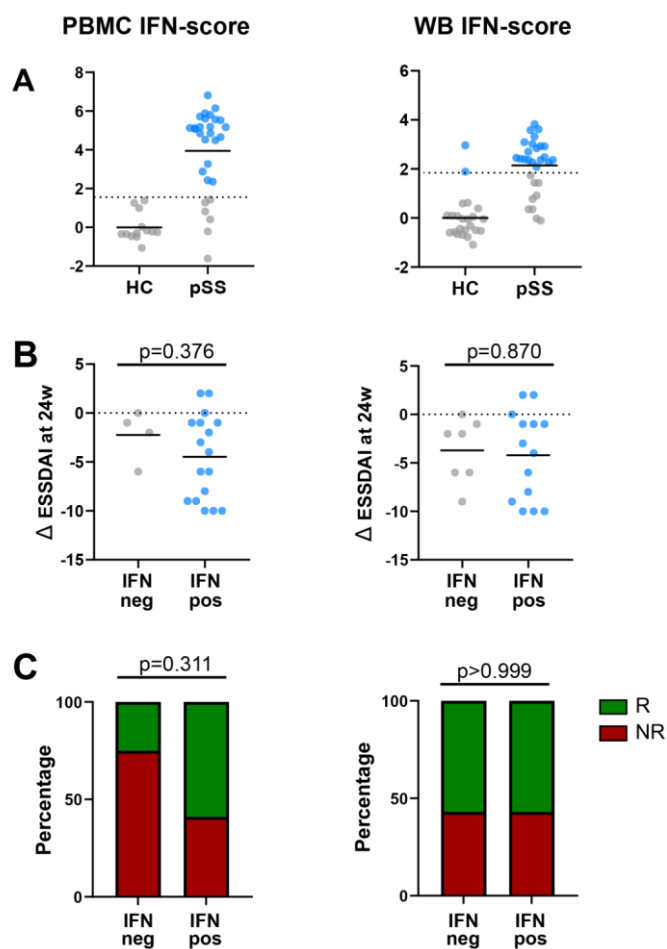 PBMC IFN-score
WB IFN-score
A
8
6
4
2
0
-2
HC
pSS
6
4
2
0
-2
HC
pSS
B
p=0.376
Δ ESSDAI at 24w
5
0
-5
-10
-15
IFN
neg
IFN
pos
p=0.870
Δ ESSDAI at 24w
5
0
-5
-10
-15
IFN
neg
IFN
pos
C
p=0.311
Percentage
100
50
0
IFN
neg
IFN
pos
p>0.999
Percentage
100
50
0
IFN
neg
IFN
pos
R
NR